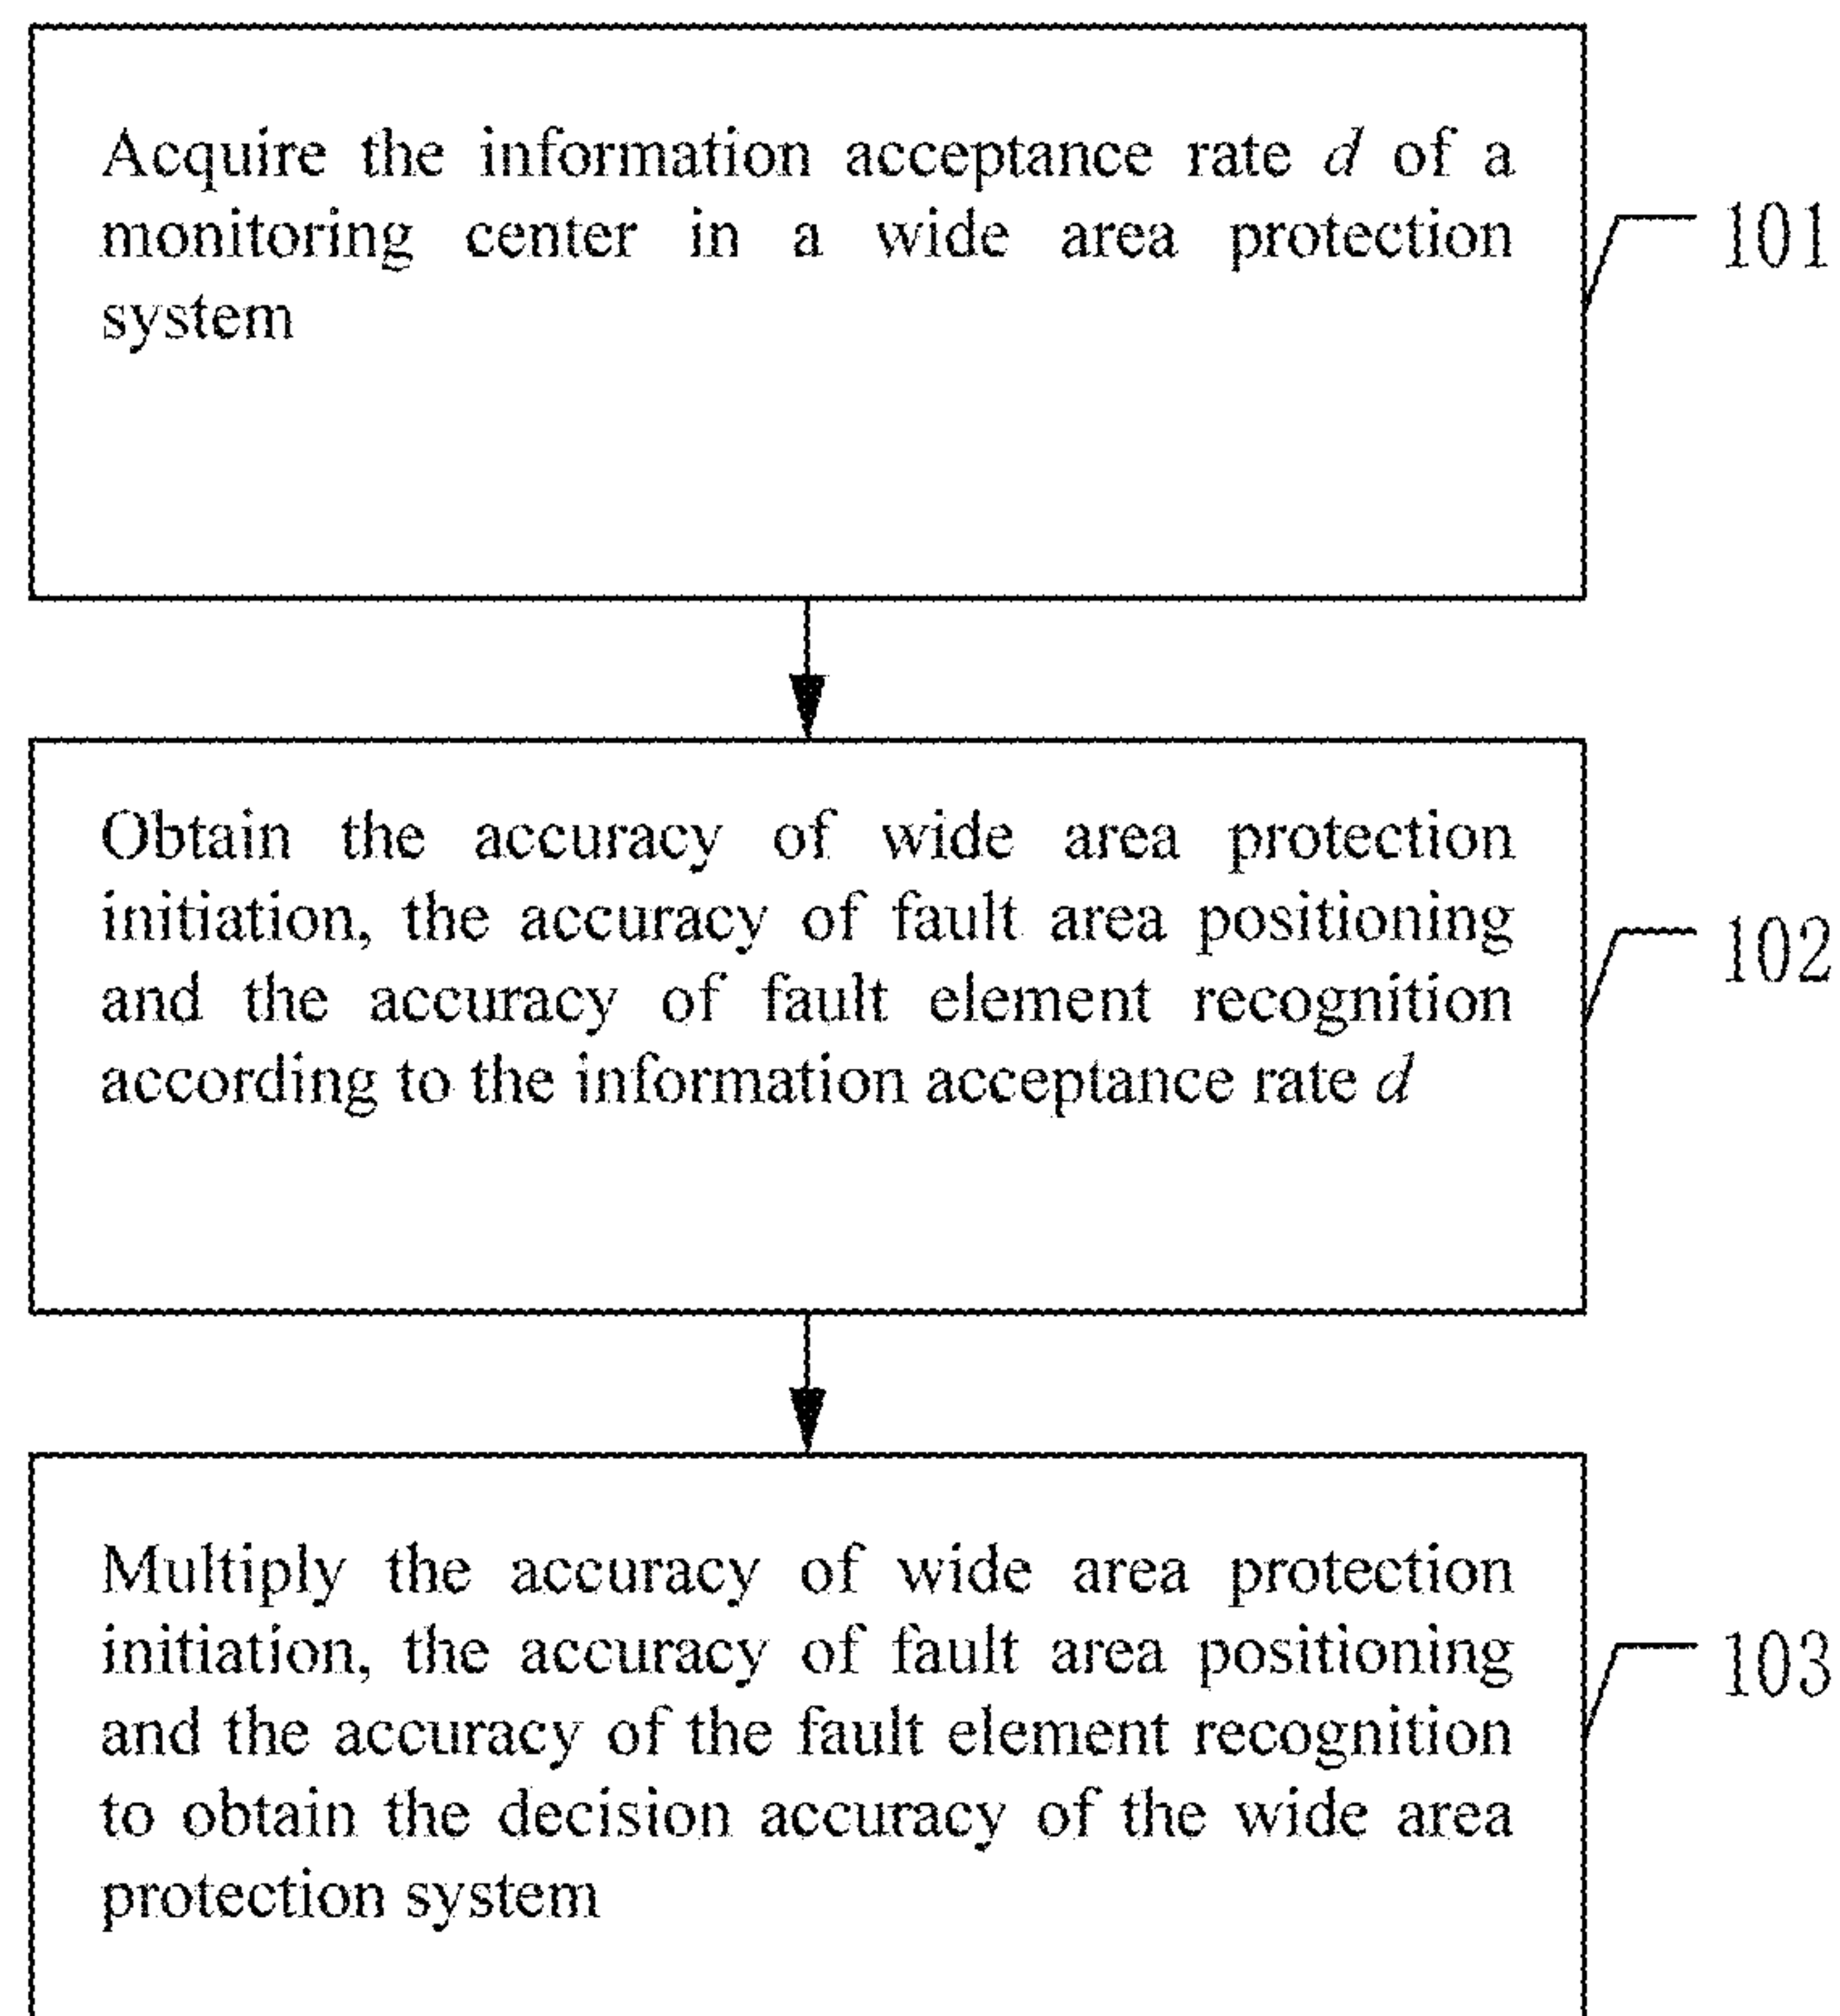 Acquire the information acceptance rate d of a
monitoring center in a wide area protection
system
101
Obtain the accuracy of wide area protection
initiation, the accuracy of fault area positioning
and the accuracy of fault element recognition
according to the information acceptance rate d
102
Multiply the accuracy of wide area protection
initiation, the accuracy of fault area positioning
and the accuracy of the fault element recognition
to obtain the decision accuracy of the wide area
protection system
103